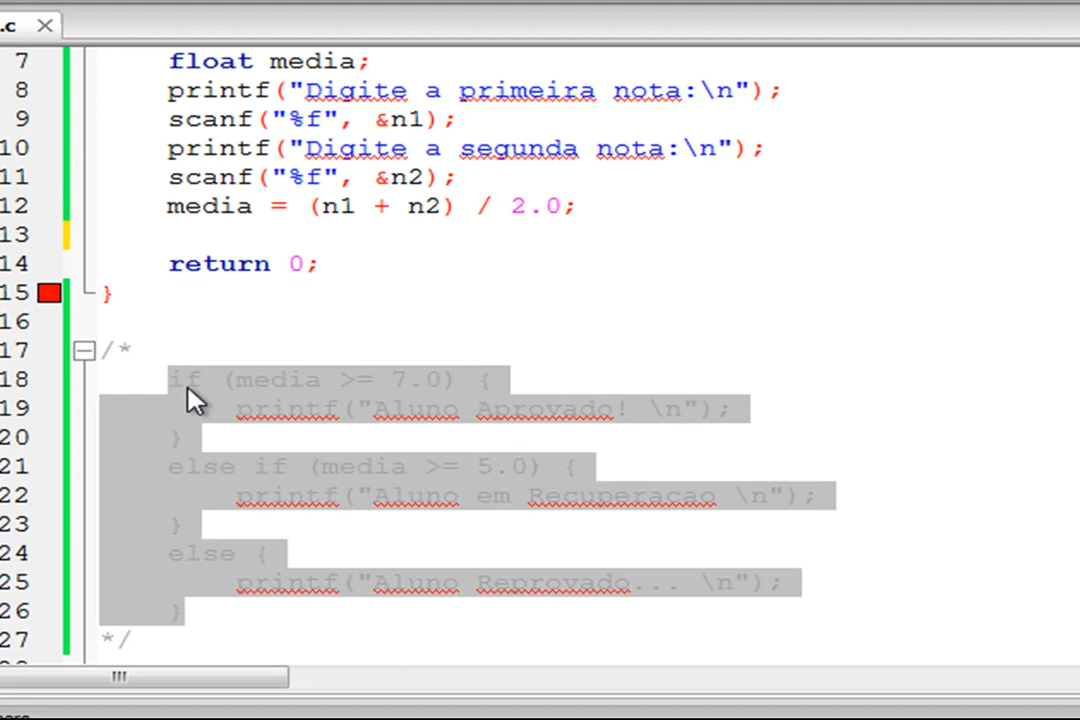 .c
7 float media;
8 printf("Digite a primeira nota:\n");
9 scanf("%f", &n1);
10 printf("Digite a segunda nota:\n");
11 scanf("%f", &n2);
12 media = (n1 + n2) / 2.0;
13
14 return 0;
15 }
16
17 /*
18 if (media >= 7.0) {
19 printf("Aluno Aprovado! \n");
20 }
21 else if (media >= 5.0) {
22 printf("Aluno em Recuperacao \n");
23 }
24 else {
25 printf("Aluno Reprovado... \n");
26 }
27 */